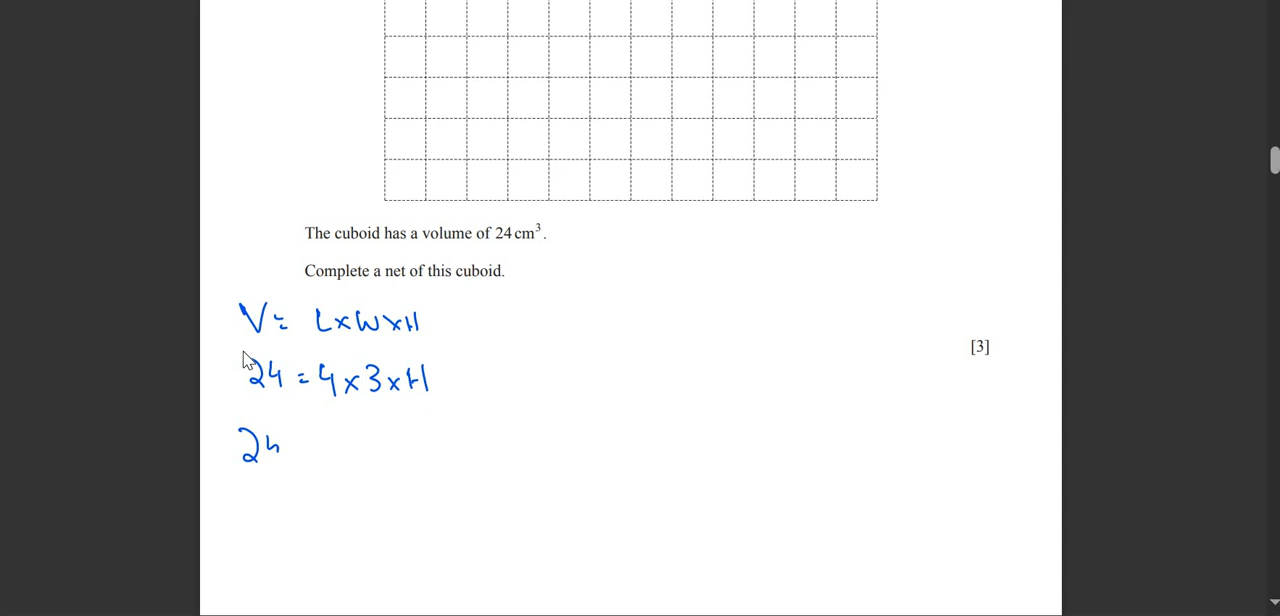 The cuboid has a volume of 24 cm³.
Complete a net of this cuboid.
V = L×W×H
[3]
24 = 4×3×H
24